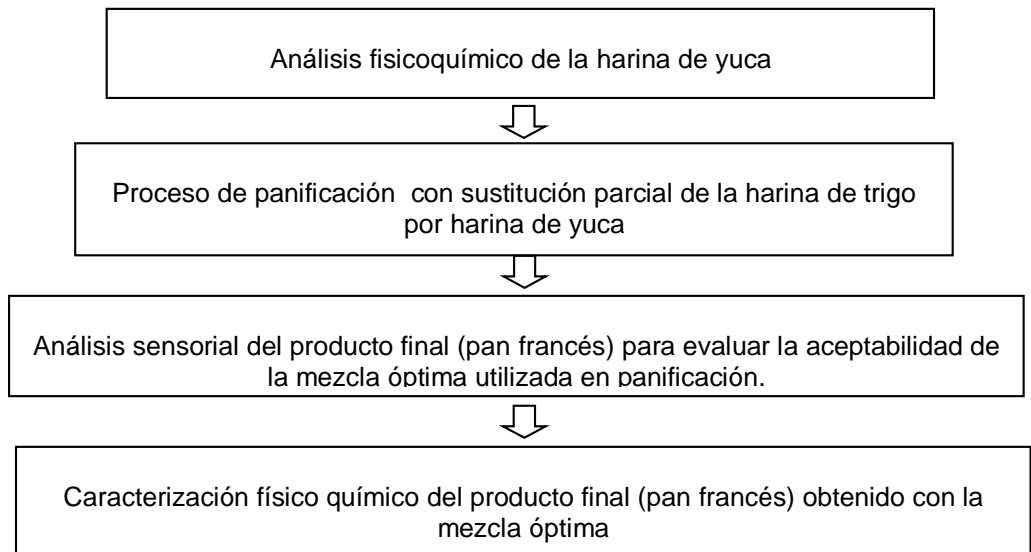 Análisis fisicoquímico de la harina de yuca
Proceso de panificación con sustitución parcial de la harina de trigo
por harina de yuca
Análisis sensorial del producto final (pan francés) para evaluar la aceptabilidad de
la mezcla óptima utilizada en panificación.
Caracterización físico químico del producto final (pan francés) obtenido con la
mezcla óptima